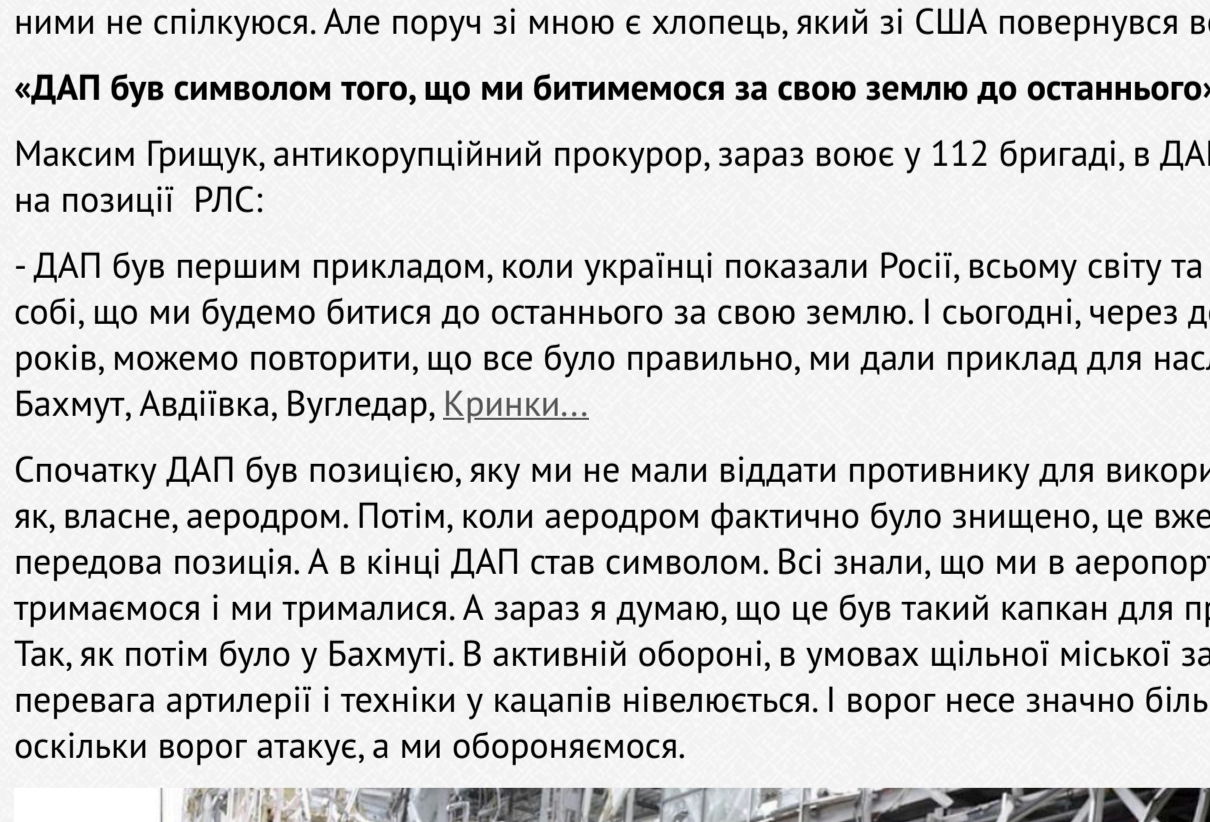 ними не спілкуюся. Але поруч зі мною є хлопець, який зі США повернувся
«ДАП був символом того, що ми битимемося за свою землю до останнього»
Максим Грищук, антикорупційний прокурор, зараз воює у 112 бригаді, в
на позиції РЛС:
- ДАП був першим прикладом, коли українці показали Росії, всьому світу та
собі, що ми будемо битися до останнього за свою землю. І сьогодні, через
років, можемо повторити, що все було правильно, ми дали приклад для
Бахмут, Авдіївка, Вугледар, Кринки...
Спочатку ДАП був позицією, яку ми не мали віддати противнику для
як, власне, аеродром. Потім, коли аеродром фактично було знищено, це вже
передова позиція. А в кінці ДАП став символом. Всі знали, що ми в
тримаємося і ми трималися. А зараз я думаю, що це був такий капкан для
Так, як потім було у Бахмуті. В активній обороні, в умовах щільної міської
перевага артилерії і техніки у кацапів нівелюється. І ворог несе значно
оскільки ворог атакує, а ми обороняємося.